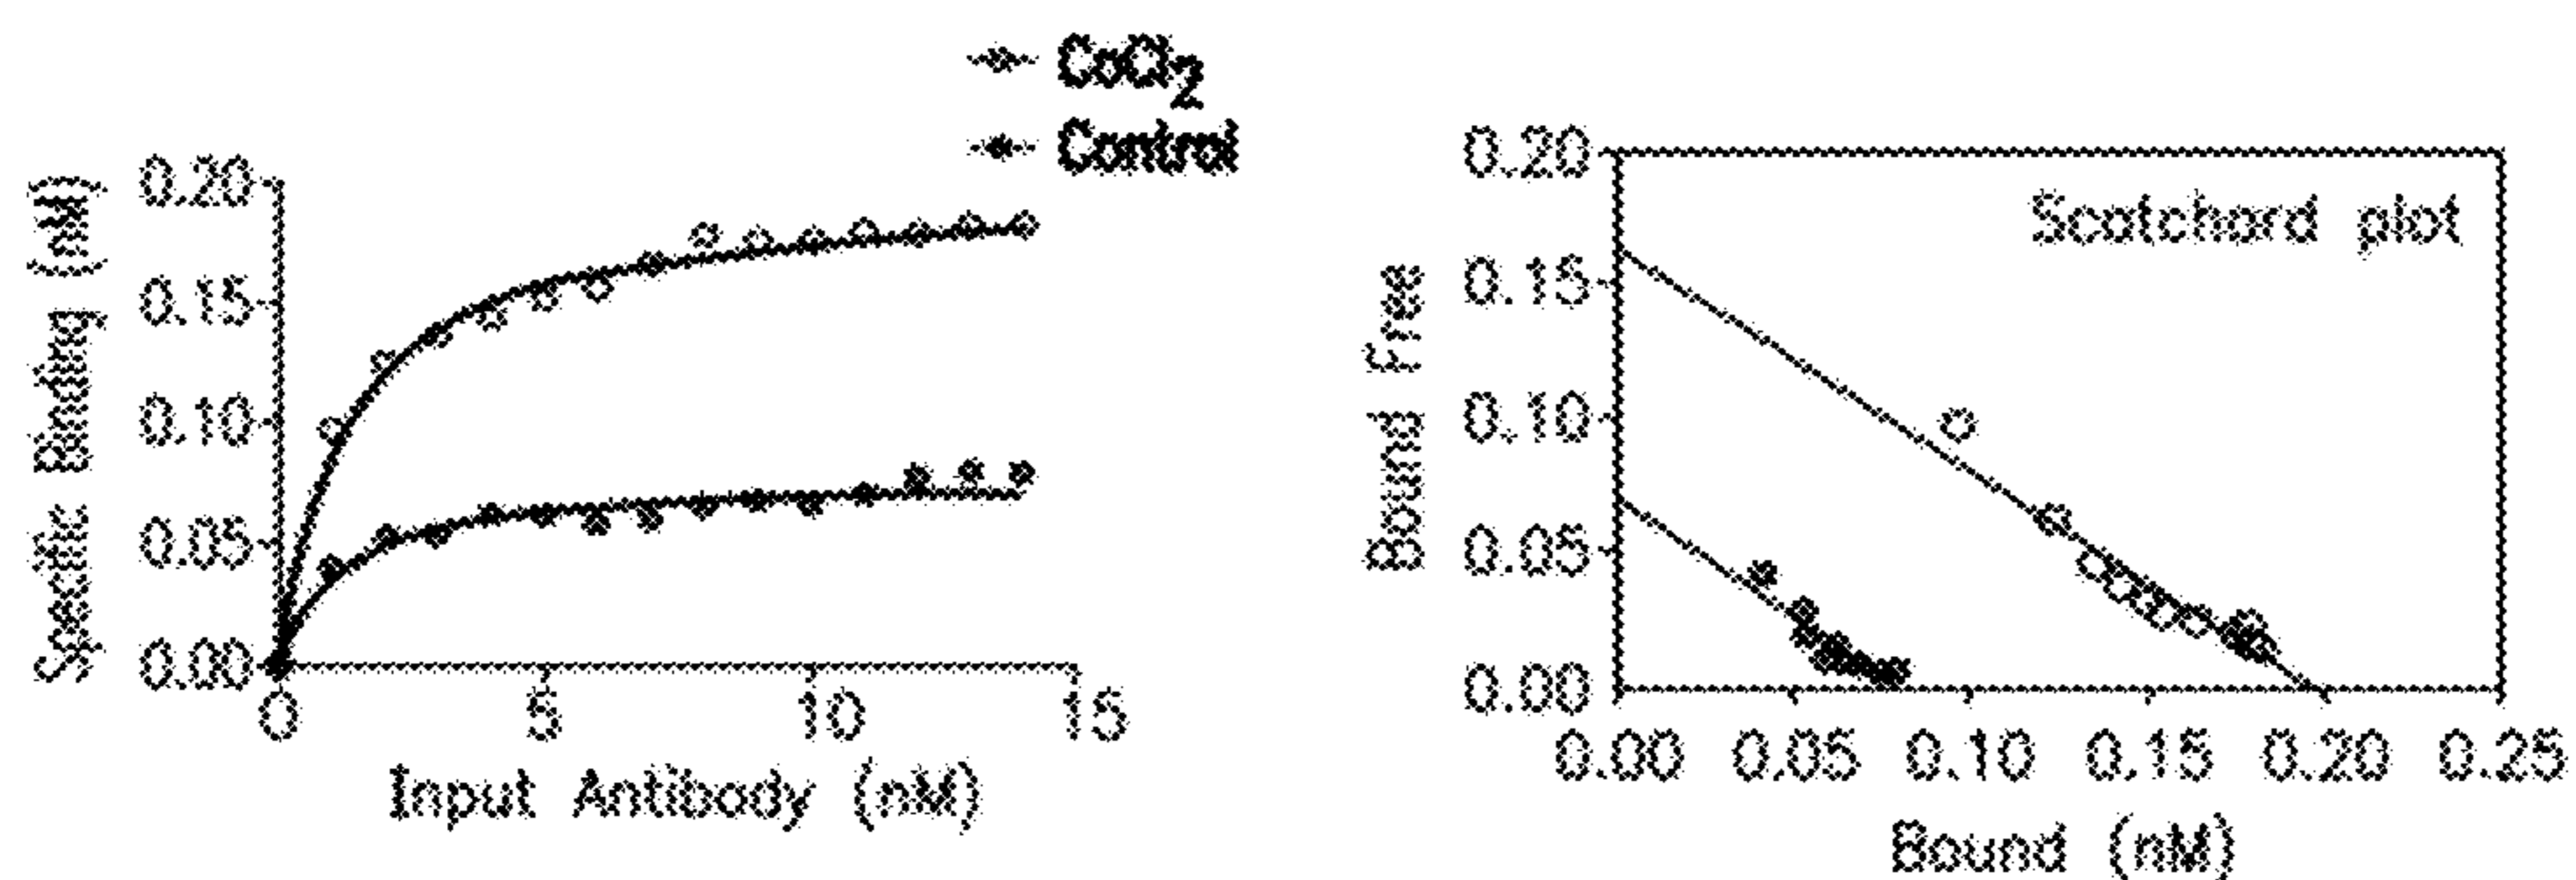 CoCl2
Control
Specific Binding (nM)
0.20
0.15
0.10
0.05
0.00
0
5
10
15
Input Antibody (nM)
Scatchord plot
Bound Free
0.20
0.15
0.10
0.05
0.00
0.00
0.05
0.10
0.15
0.20
0.25
Bound (nM)